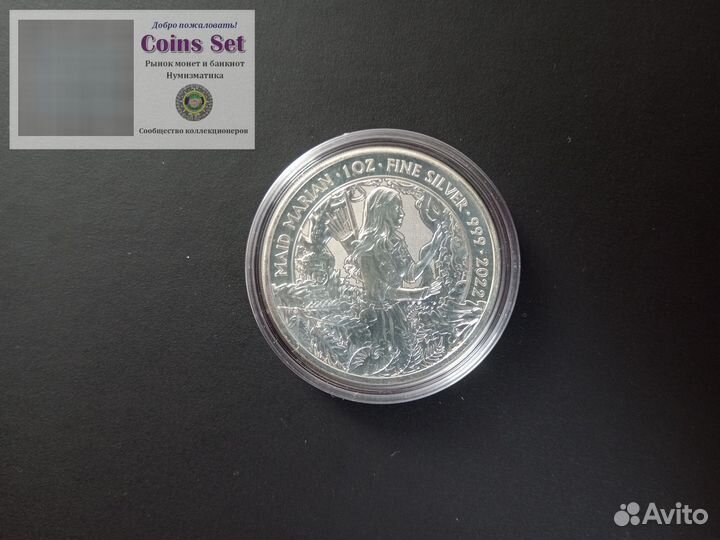 Добро пожаловать!
Coins Set
Рынок монет и банкнот
Нумизматика
Сообщество коллекционеров
MAID MARIAN · 1OZ · FINE SILVER · 999 · 2022
Avito